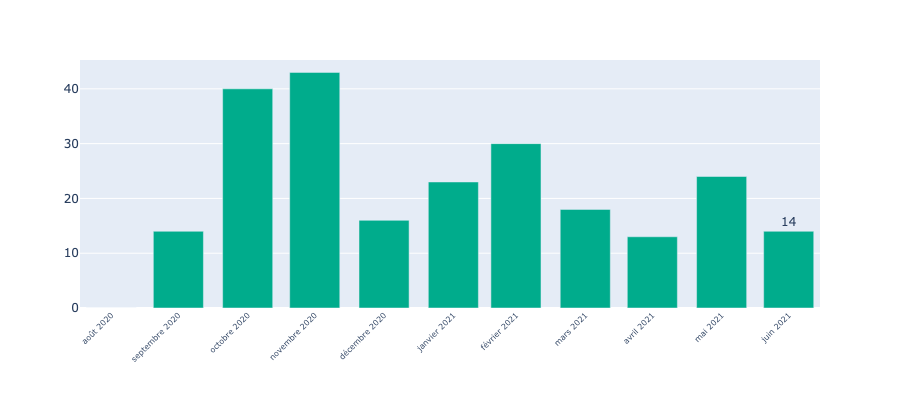 40
30
20
10
0
14
août 2020
septembre 2020
octobre 2020
novembre 2020
décembre 2020
janvier 2021
février 2021
mars 2021
avril 2021
mai 2021
juin 2021